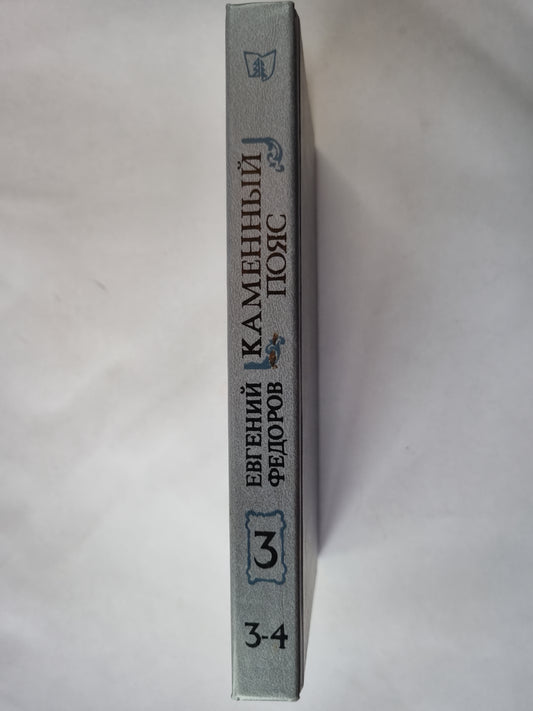 ЕВГЕНИЙ
ФЕДОРОВ
КАМЕННЫЙ
ПОЯС
3
3-4